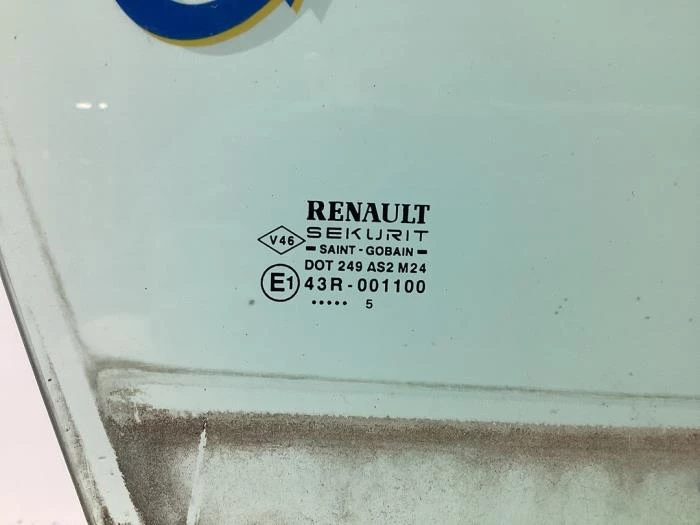 RENAULT
V46 SEKURIT
SAINT-GOBAIN
DOT 249 AS2 M24
E1 43R-001100
..... 5